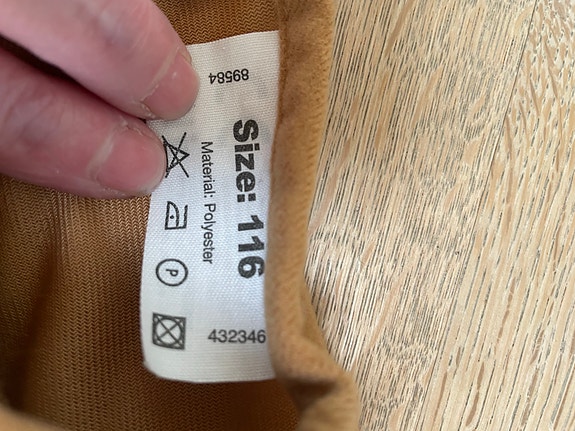 89584
Size: 116
Material: Polyester
P
432346